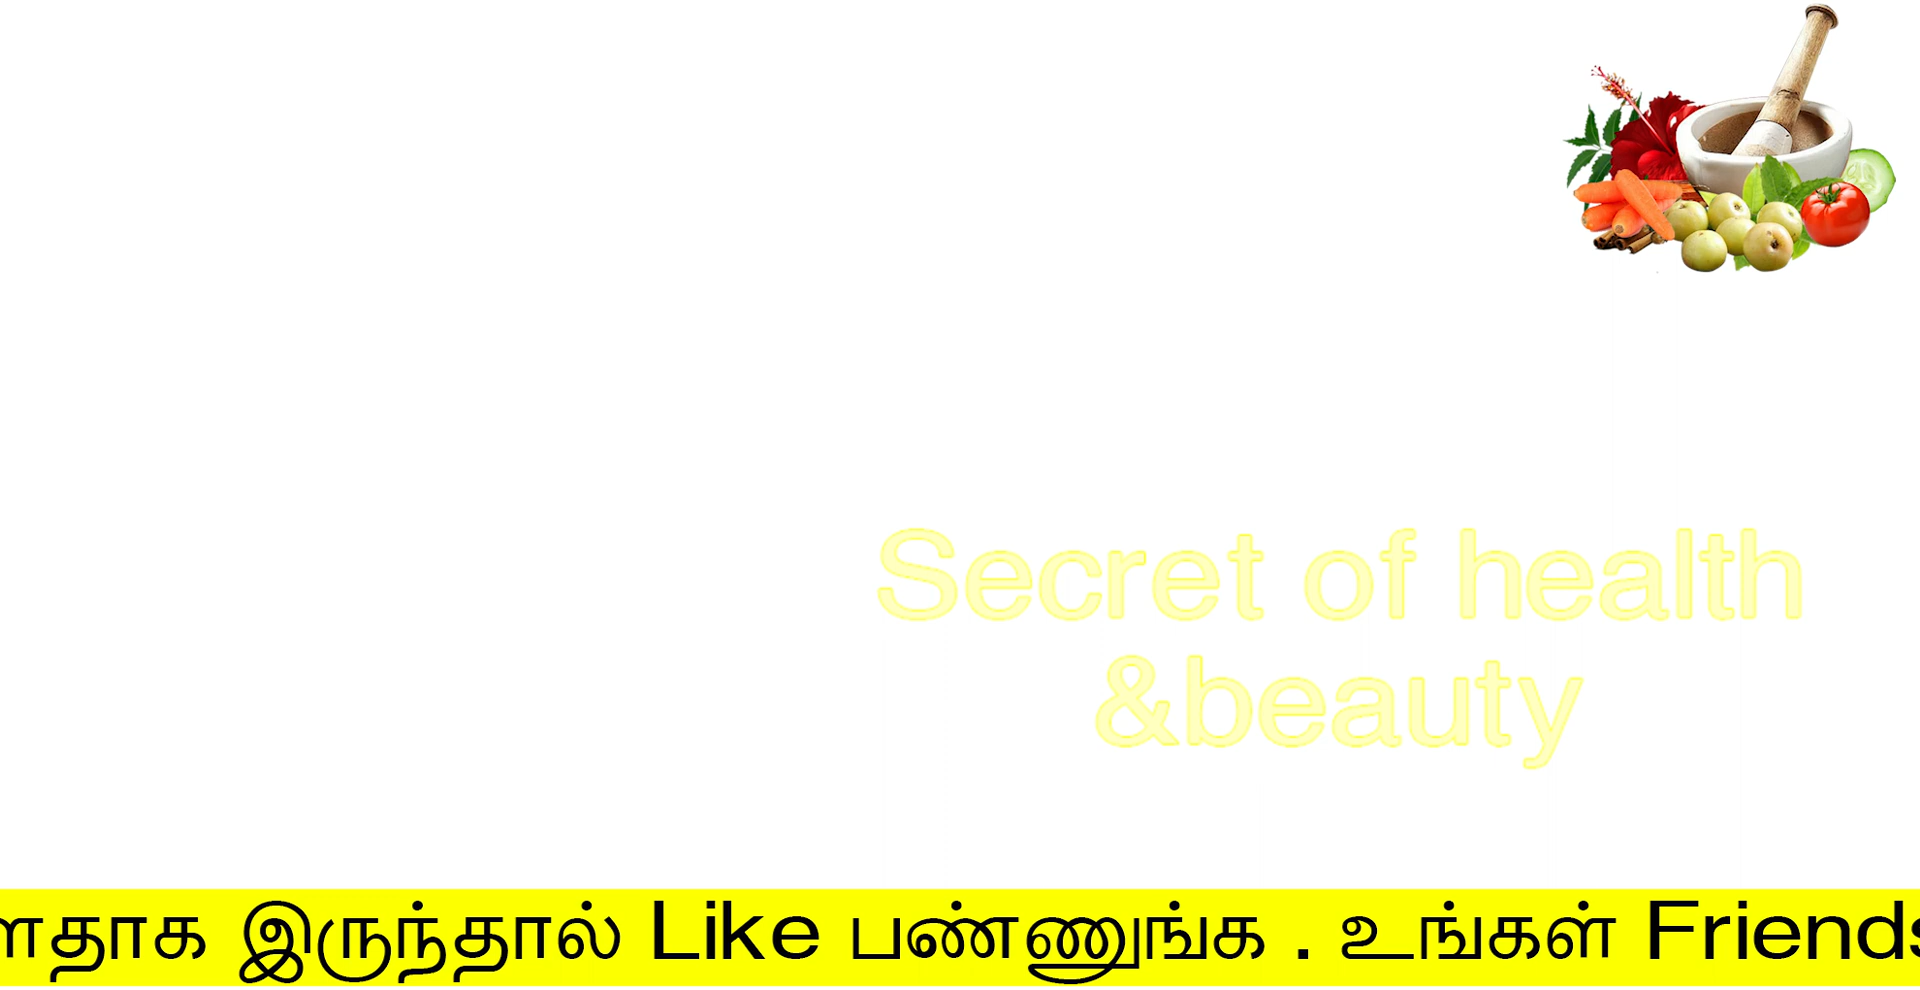 Secret of health
&beauty
இருந்தால் Like பண்ணுங்க . உங்கள் Friends